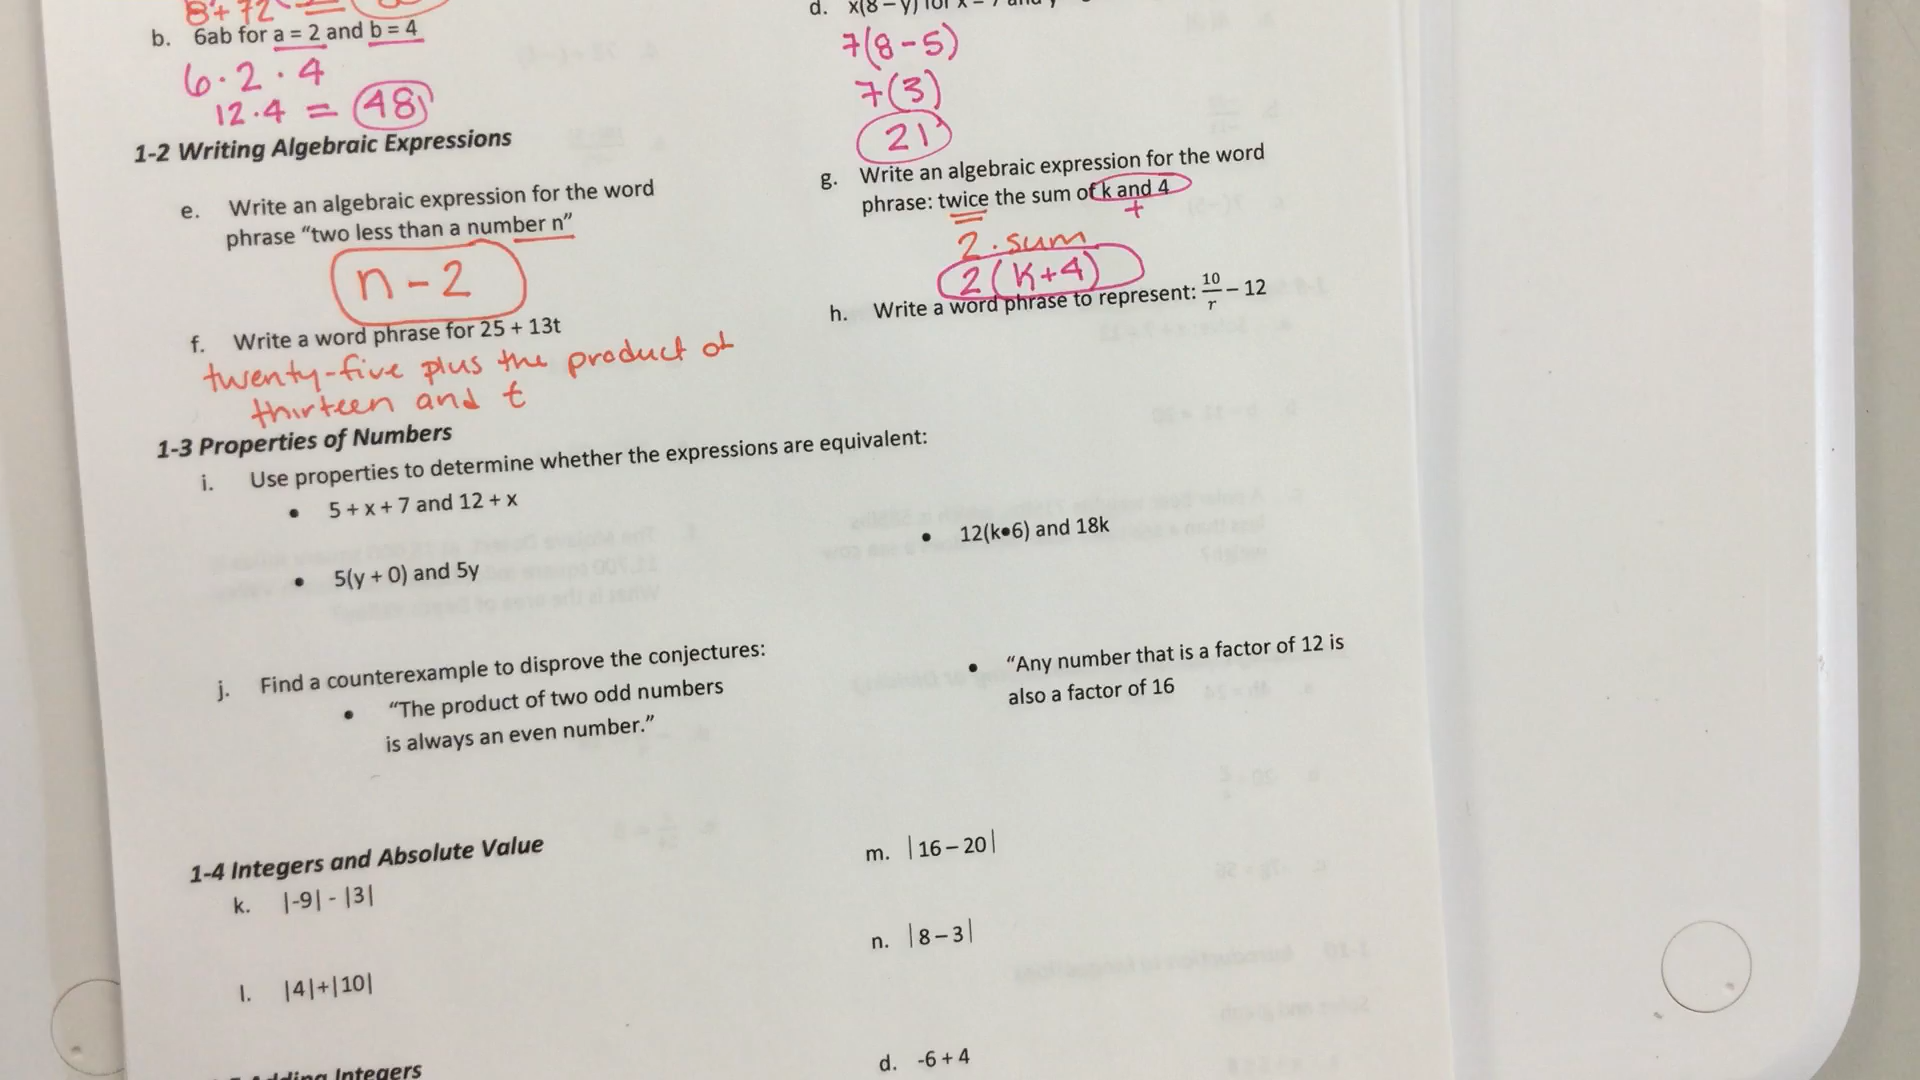 8 + 72 =
b. 6ab for a = 2 and b = 4
6 · 2 · 4
12 · 4 = 48
1-2 Writing Algebraic Expressions
e. Write an algebraic expression for the word
phrase “two less than a number n”
n - 2
f. Write a word phrase for 25 + 13t
twenty-five plus the product of
thirteen and t
d. x(8 – y) for x =
7(8-5)
7(3)
21
g. Write an algebraic expression for the word
phrase: twice the sum of k and 4
+
2 · sum
2(k+4)
h. Write a word phrase to represent: 10/r – 12
1-3 Properties of Numbers
i. Use properties to determine whether the expressions are equivalent:
• 5 + x + 7 and 12 + x
• 12(k•6) and 18k
• 5(y + 0) and 5y
j. Find a counterexample to disprove the conjectures:
• “The product of two odd numbers
is always an even number.”
• “Any number that is a factor of 12 is
also a factor of 16
1-4 Integers and Absolute Value
k. |-9| - |3|
l. |4|+|10|
m. |16 – 20|
n. |8 – 3|
Adding Integers
d. -6 + 4